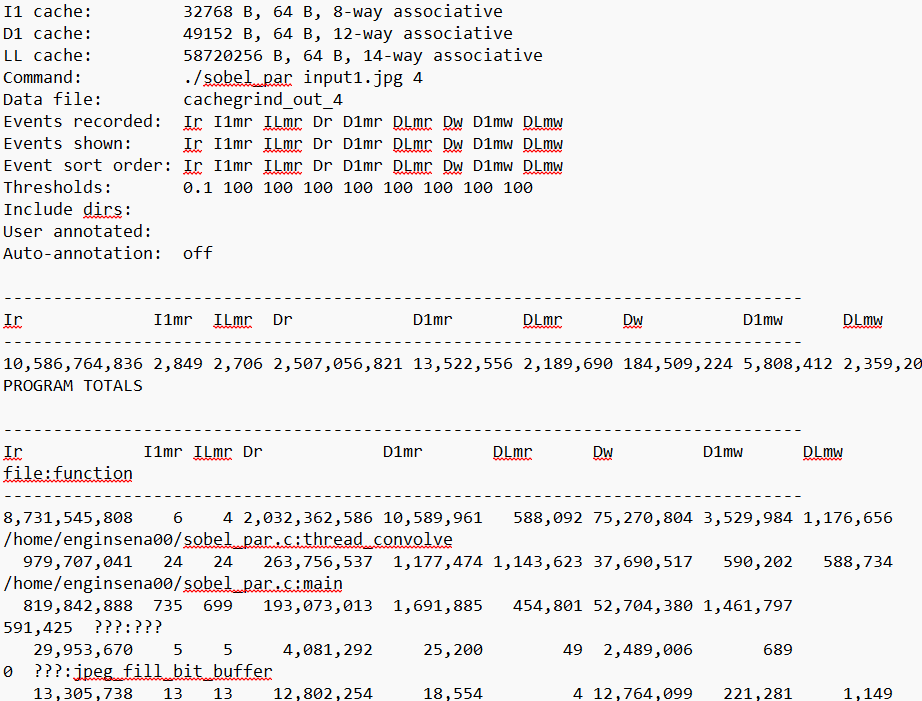 I1 cache:         32768 B, 64 B, 8-way associative
D1 cache:         49152 B, 64 B, 12-way associative
LL cache:         58720256 B, 64 B, 14-way associative
Command:          ./sobel_par input1.jpg 4
Data file:        cachegrind_out_4
Events recorded:  Ir I1mr ILmr Dr D1mr DLmr Dw D1mw DLmw
Events shown:     Ir I1mr ILmr Dr D1mr DLmr Dw D1mw DLmw
Event sort order: Ir I1mr ILmr Dr D1mr DLmr Dw D1mw DLmw
Thresholds:       0.1 100 100 100 100 100 100 100 100
Include dirs:
User annotated:
Auto-annotation:  off
--------------------------------------------------------------------------------
Ir             I1mr  ILmr  Dr            D1mr       DLmr      Dw          D1mw      DLmw
--------------------------------------------------------------------------------
10,586,764,836 2,849 2,706 2,507,056,821 13,522,556 2,189,690 184,509,224 5,808,412 2,359,20
PROGRAM TOTALS
--------------------------------------------------------------------------------
Ir            I1mr ILmr Dr            D1mr       DLmr      Dw         D1mw      DLmw
file:function
--------------------------------------------------------------------------------
8,731,545,808    6    4 2,032,362,586 10,589,961   588,092 75,270,804 3,529,984 1,176,656
/home/enginsena00/sobel_par.c:thread_convolve
  979,707,041   24   24   263,756,537  1,177,474 1,143,623 37,690,517   590,202   588,734
/home/enginsena00/sobel_par.c:main
  819,842,888  735  699   193,073,013  1,691,885   454,801 52,704,380 1,461,797
591,425  ???:???
   29,953,670    5    5     4,081,292     25,200        49  2,489,006       689
0  ???:jpeg_fill_bit_buffer
   13,305,738   13   13    12,802,254     18,554         4 12,764,099   221,281     1,149